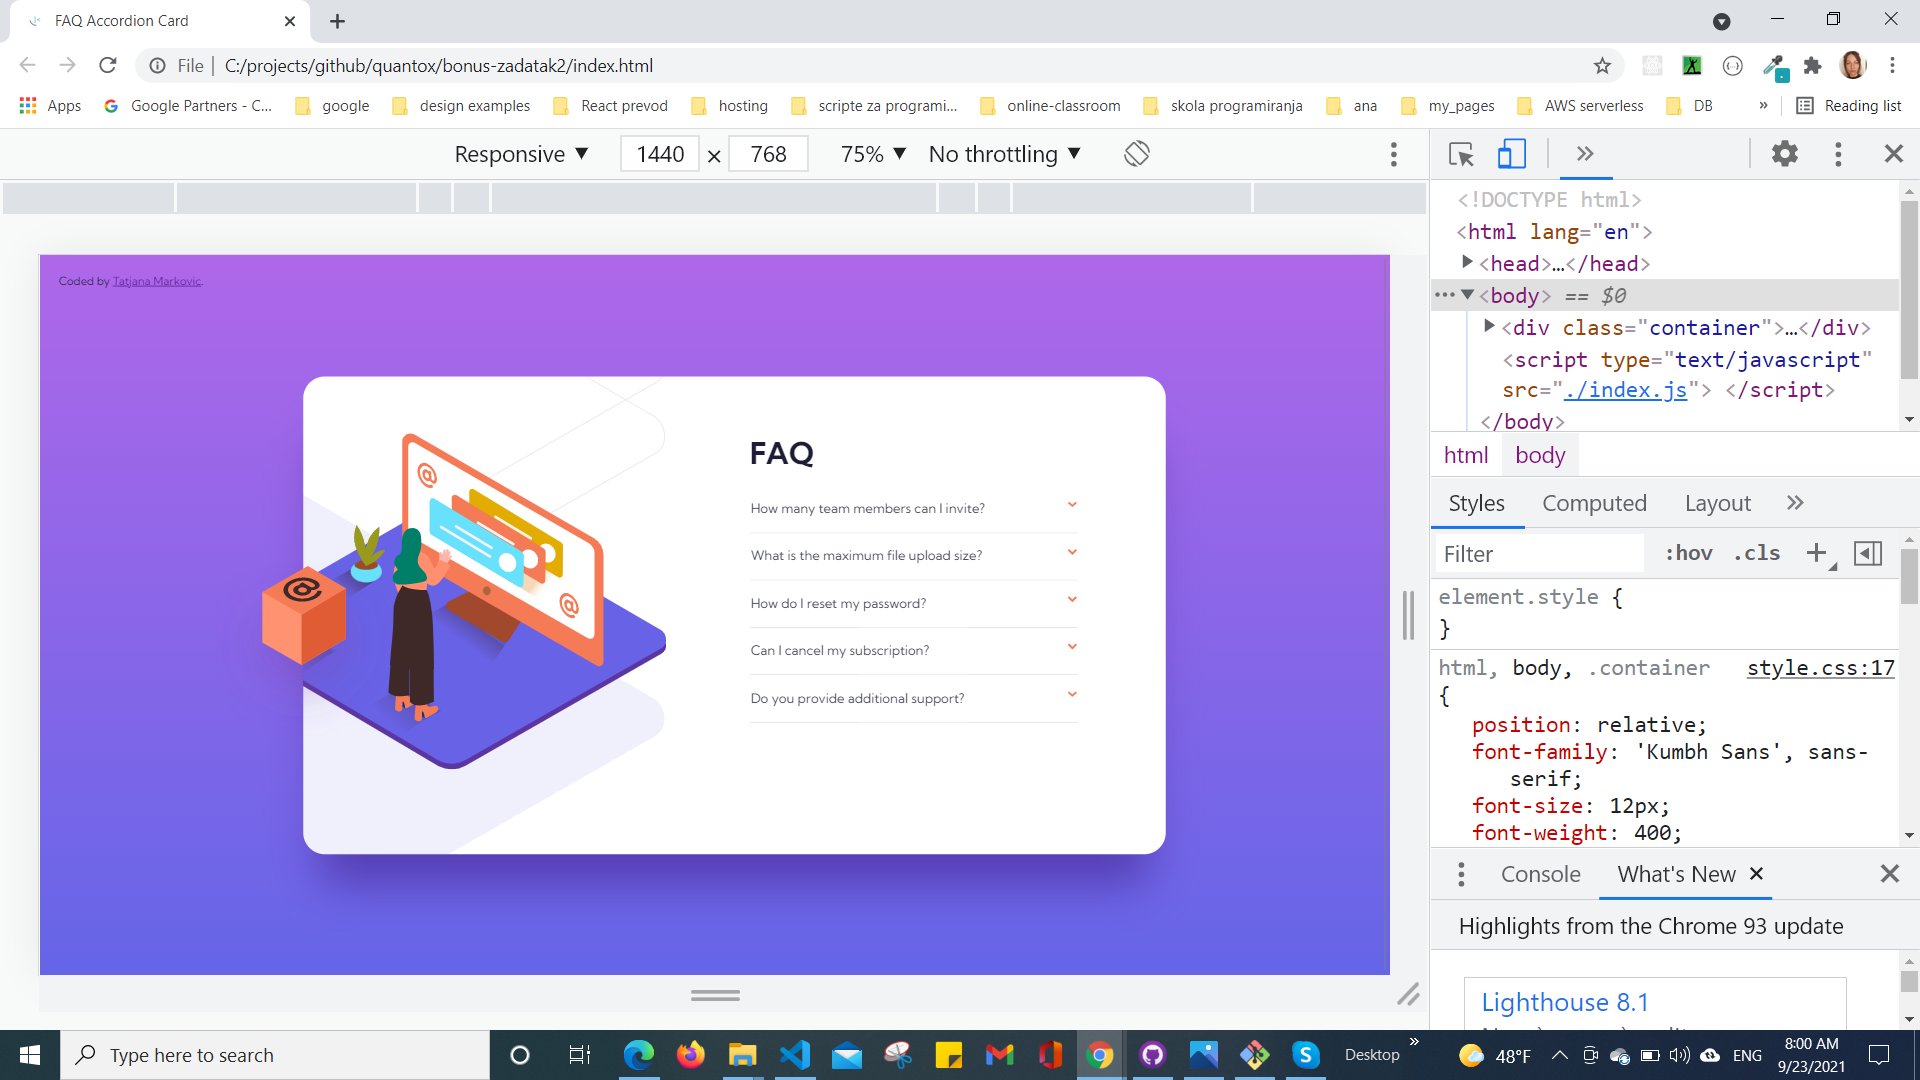 FAQ Accordion Card
File | C:/projects/github/quantox/bonus-zadatak2/index.html
Apps Google Partners - C... google design examples React prevod hosting scripte za programi... online-classroom skola programiranja ana my_pages AWS serverless DB » Reading list
Responsive 1440 × 768 75% No throttling
<!DOCTYPE html>
<html lang="en">
<head>…</head>
<body> == $0
<div class="container">…</div>
<script type="text/javascript"
src="./index.js"> </script>
</body>
html body
Styles Computed Layout »
Filter :hov .cls
element.style {
}
html, body, .container style.css:17
{
position: relative;
font-family: 'Kumbh Sans', sans-
serif;
font-size: 12px;
font-weight: 400;
Console What's New
Highlights from the Chrome 93 update
Lighthouse 8.1
Coded by Tatjana Markovic.
FAQ
How many team members can I invite?
What is the maximum file upload size?
How do I reset my password?
Can I cancel my subscription?
Do you provide additional support?
@
@
@
Type here to search
Desktop »
48°F
ENG
8:00 AM
9/23/2021